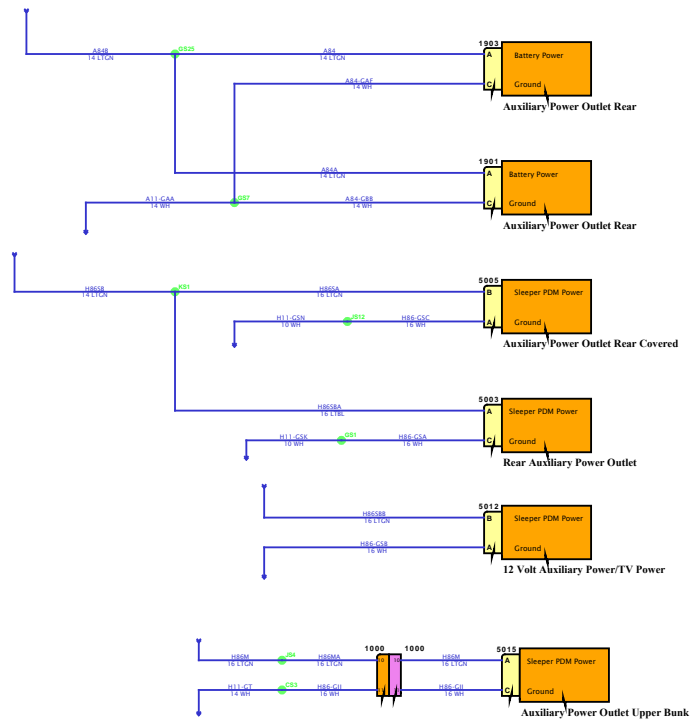 A84B
14 LTGN
GS25
A84
14 LTGN
1903
A
Battery Power
A84-GAF
14 WH
C
Ground
Auxiliary Power Outlet Rear
1901
A84A
14 LTGN
A
Battery Power
A11-GAA
14 WH
GS7
A84-GBB
14 WH
C
Ground
Auxiliary Power Outlet Rear
5005
H86SB
14 LTGN
KS1
H86SA
16 LTGN
B
Sleeper PDM Power
H11-GSN
10 WH
JS12
H86-GSC
16 WH
A
Ground
Auxiliary Power Outlet Rear Covered
5003
H86SBA
16 LTBL
A
Sleeper PDM Power
H11-GSK
10 WH
GS1
H86-GSA
16 WH
C
Ground
Rear Auxiliary Power Outlet
5012
H86SBB
16 LTGN
B
Sleeper PDM Power
H86-GSB
16 WH
A
Ground
12 Volt Auxiliary Power/TV Power
1000
1000
5015
H86M
16 LTGN
JS4
H86MA
16 LTGN
10
10
H86M
16 LTGN
A
Sleeper PDM Power
H11-GT
14 WH
H86-GII
16 WH
H86-GII
16 WH
C
Ground
Auxiliary Power Outlet Upper Bunk